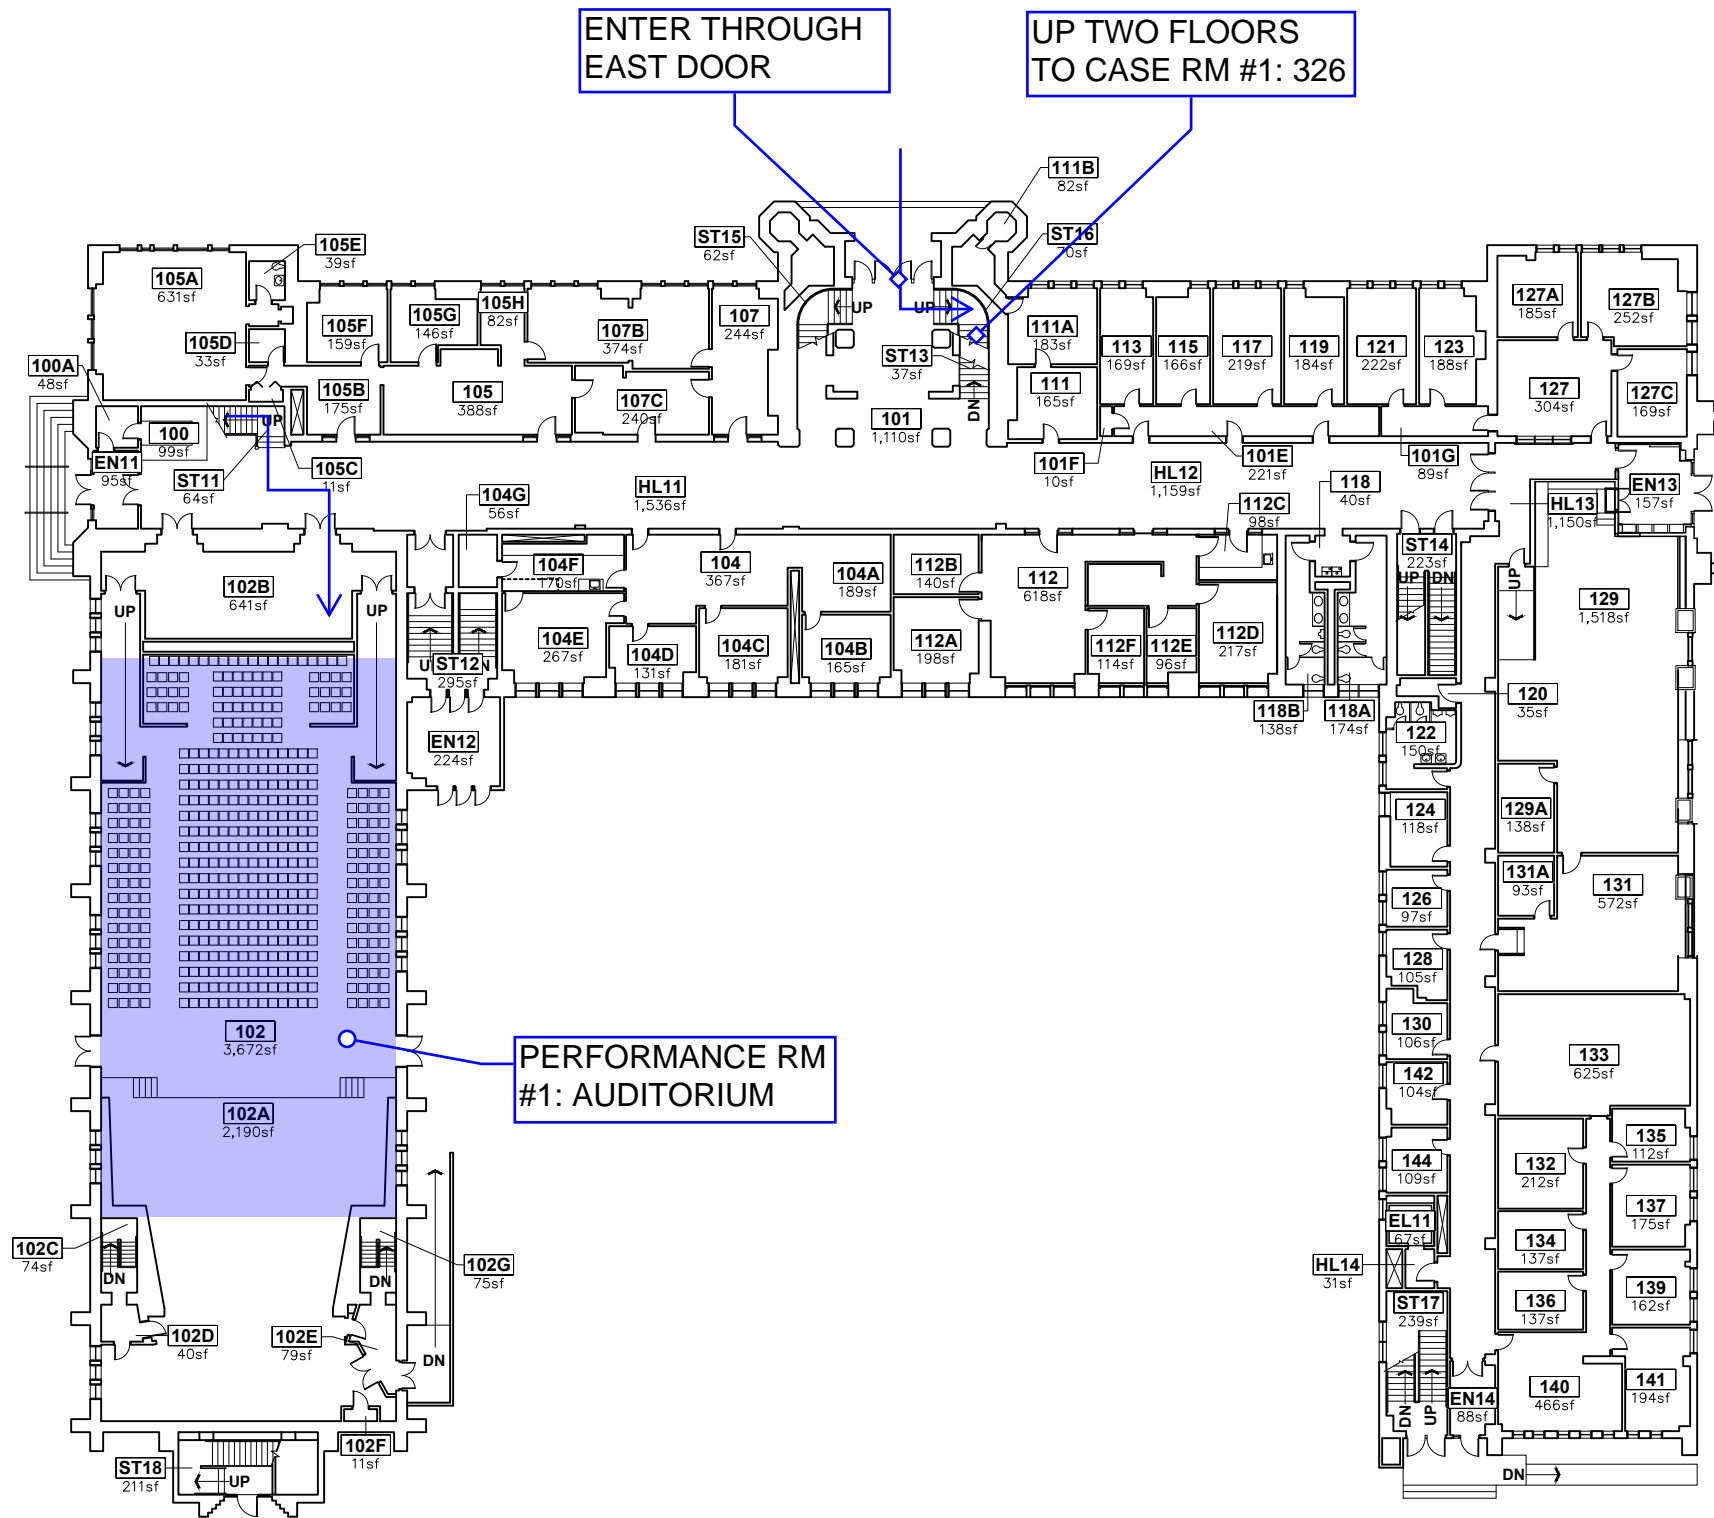 ENTER THROUGH
EAST DOOR
UP TWO FLOORS
TO CASE RM #1: 326
111B
82sf
ST15
62sf
ST16
70sf
105E
39sf
105A
631sf
UP
UP
127A
185sf
127B
252sf
105H
82sf
105G
146sf
105F
159sf
107B
374sf
107
244sf
111A
183sf
113
169sf
115
166sf
117
219sf
119
184sf
121
222sf
123
188sf
105D
33sf
ST13
37sf
100A
48sf
105B
175sf
105
388sf
107C
240sf
111
165sf
127
304sf
127C
169sf
DN
101
1,110sf
100
99sf
UP
EN11
95sf
ST11
64sf
105C
11sf
101F
10sf
101E
221sf
101G
89sf
HL11
1,536sf
HL12
1,159sf
118
40sf
EN13
157sf
HL13
1,150sf
104G
56sf
112C
98sf
ST14
223sf
104F
170sf
104
367sf
104A
189sf
112B
140sf
112
618sf
UP
DN
UP
102B
641sf
UP
UP
129
1,518sf
104E
267sf
104D
131sf
104C
181sf
104B
165sf
112A
198sf
112F
114sf
112E
96sf
112D
217sf
ST12
295sf
120
35sf
118B
138sf
118A
174sf
122
150sf
EN12
224sf
124
118sf
129A
138sf
131A
93sf
131
572sf
126
97sf
128
105sf
102
3,672sf
130
106sf
133
625sf
PERFORMANCE RM
#1: AUDITORIUM
142
104sf
102A
2,190sf
135
112sf
132
212sf
144
109sf
137
175sf
EL11
67sf
102C
74sf
102G
75sf
134
137sf
DN
DN
HL14
31sf
139
162sf
ST17
239sf
136
137sf
102D
40sf
102E
79sf
DN
140
466sf
141
194sf
EN14
88sf
DN
UP
102F
11sf
ST18
211sf
UP
DN